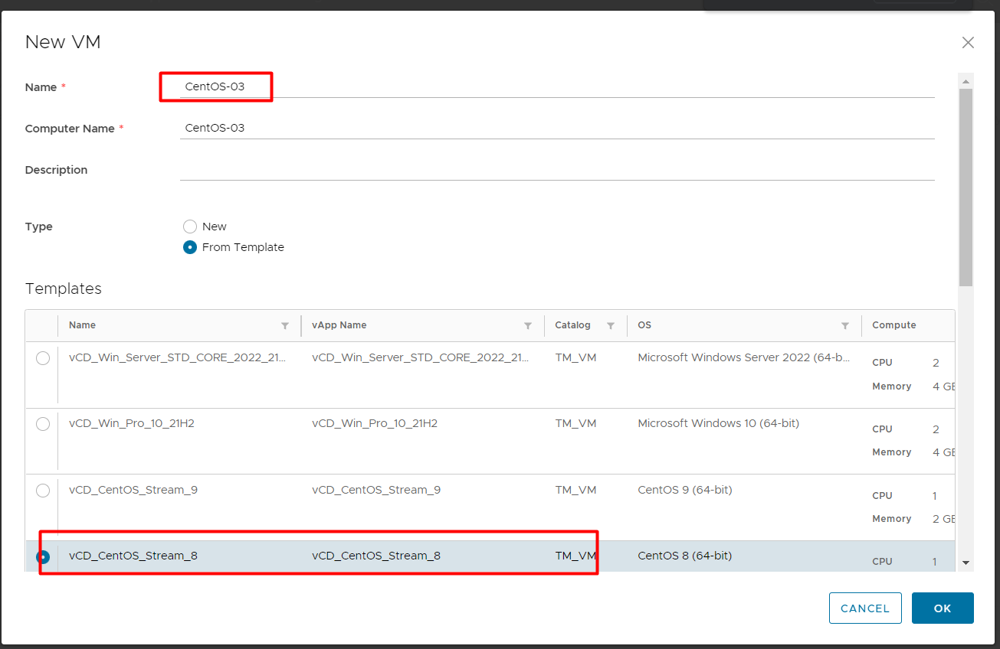 New VM
Name *
CentOS-03
Computer Name *
CentOS-03
Description
Type
New
From Template
Templates
Name vApp Name Catalog OS Compute
vCD_Win_Server_STD_CORE_2022_21... vCD_Win_Server_STD_CORE_2022_21... TM_VM Microsoft Windows Server 2022 (64-b... CPU 2
Memory 4 GB
vCD_Win_Pro_10_21H2 vCD_Win_Pro_10_21H2 TM_VM Microsoft Windows 10 (64-bit) CPU 2
Memory 4 GB
vCD_CentOS_Stream_9 vCD_CentOS_Stream_9 TM_VM CentOS 9 (64-bit) CPU 1
Memory 2 GB
vCD_CentOS_Stream_8 vCD_CentOS_Stream_8 TM_VM CentOS 8 (64-bit) CPU 1
CANCEL OK